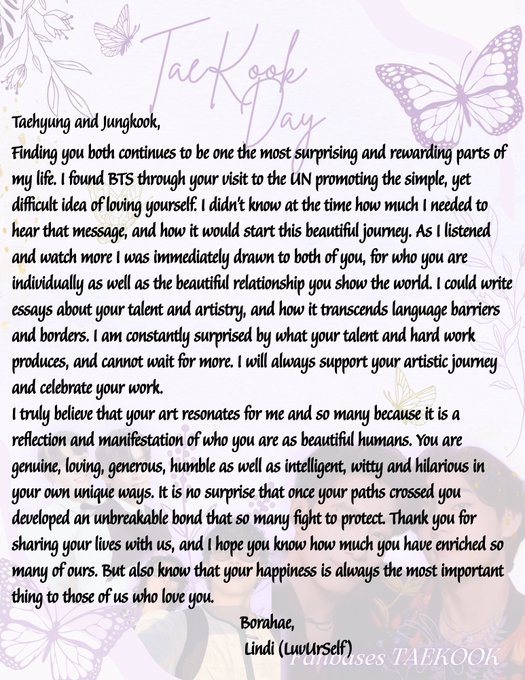 TaeKook
Day
Taehyung and Jungkook,
Finding you both continues to be one the most surprising and rewarding parts of
my life. I found BTS through your visit to the UN promoting the simple, yet
difficult idea of loving yourself. I didn't know at the time how much I needed to
hear that message, and how it would start this beautiful journey. As I listened
and watch more I was immediately drawn to both of you, for who you are
individually as well as the beautiful relationship you show the world. I could write
essays about your talent and artistry, and how it transcends language barriers
and borders. I am constantly surprised by what your talent and hard work
produces, and cannot wait for more. I will always support your artistic journey
and celebrate your work.
I truly believe that your art resonates for me and so many because it is a
reflection and manifestation of who you are as beautiful humans. You are
genuine, loving, generous, humble as well as intelligent, witty and hilarious in
your own unique ways. It is no surprise that once your paths crossed you
developed an unbreakable bond that so many fight to protect. Thank you for
sharing your lives with us, and I hope you know how much you have enriched so
many of ours. But also know that your happiness is always the most important
thing to those of us who love you.
Borahae,
Lindi (LuvUrSelf)
Fanbases TAEKOOK